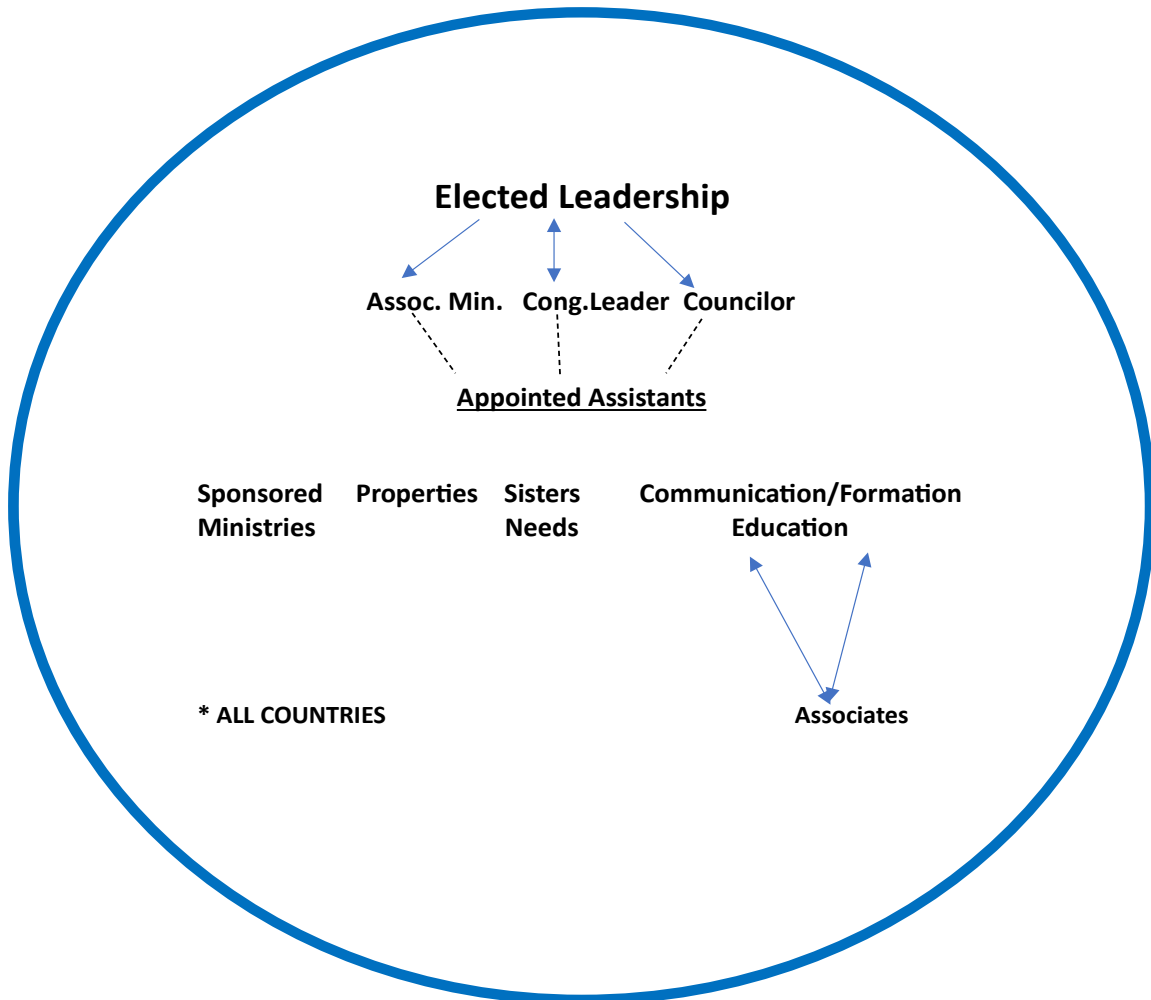 Elected Leadership
Assoc. Min. Cong.Leader Councilor
Appointed Assistants
Sponsored Properties Sisters Communication/Formation
Ministries Needs Education
* ALL COUNTRIES Associates